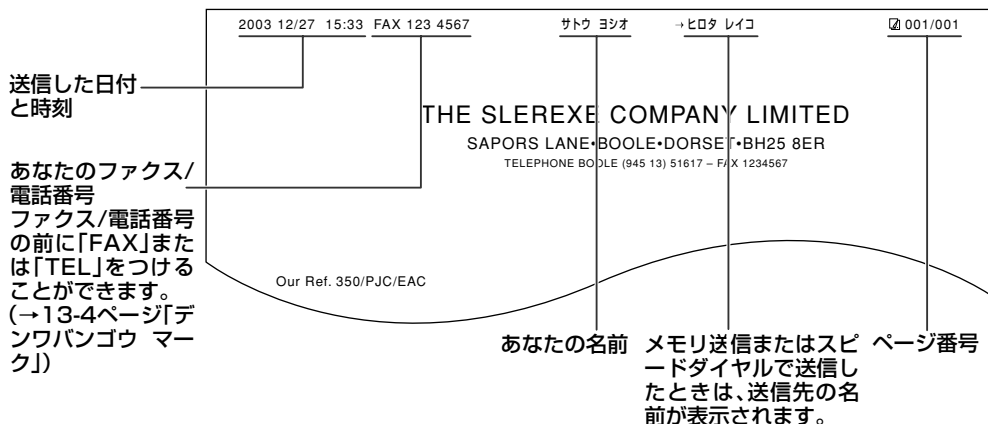 2003 12/27 15:33 FAX 123 4567 サトウ ヨシオ →ヒロタ レイコ 001/001
送信した日付
と時刻
THE SLEREXE COMPANY LIMITED
SAPORS LANE•BOOLE•DORSET•BH25 8ER
TELEPHONE BOOLE (945 13) 51617 – FAX 1234567
あなたのファクス/
電話番号
ファクス/電話番号
の前に「FAX」また
は「TEL」をつける
ことができます。
(→13-4ページ「デ
ンワバンゴウ マー
ク」)
Our Ref. 350/PJC/EAC
あなたの名前
メモリ送信またはスピ
ードダイヤルで送信し
たときは、送信先の名
前が表示されます。
ページ番号